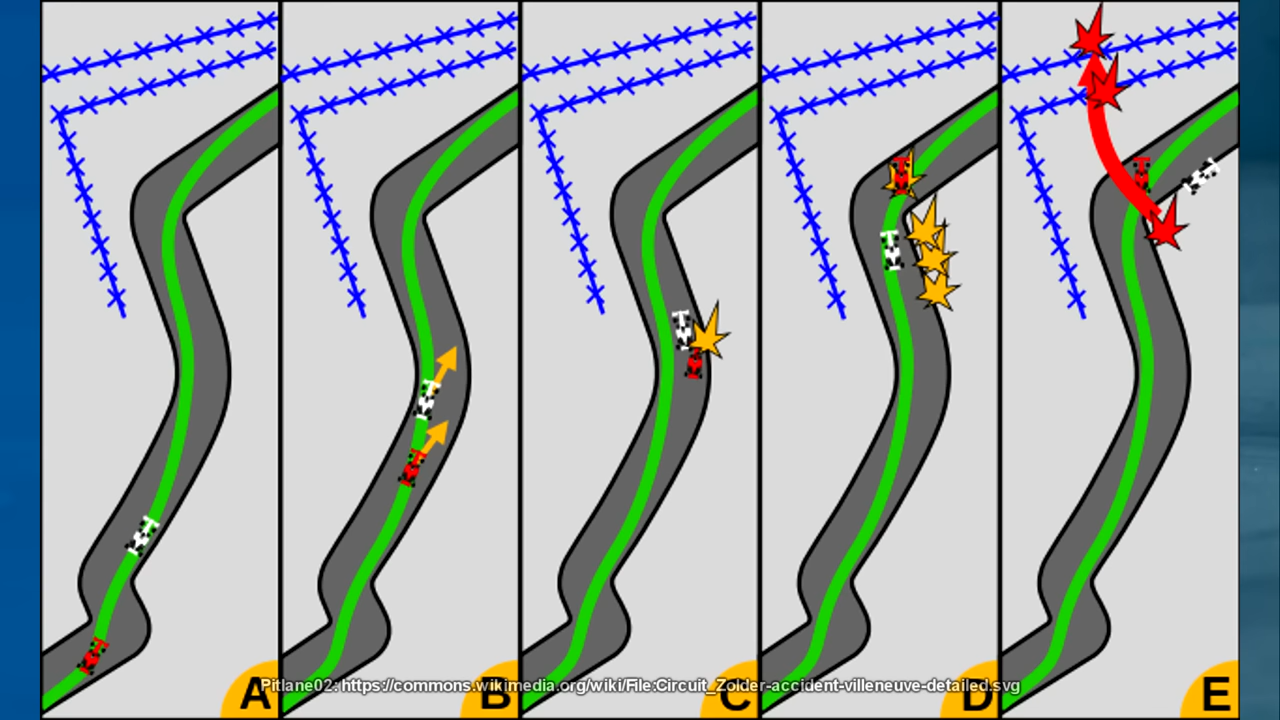 A
B
C
D
E
Pitlane02: https://commons.wikimedia.org/wiki/File:Circuit_Zolder-accident-villeneuve-detailed.svg